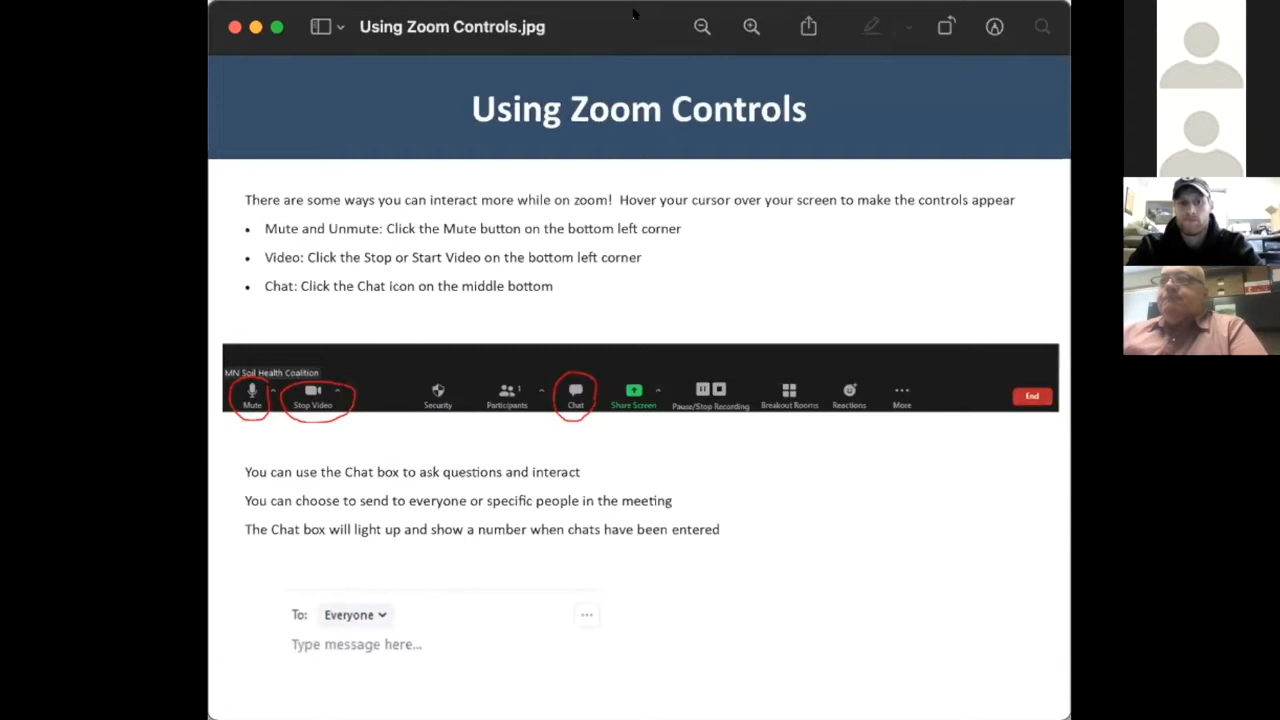 Using Zoom Controls.jpg
Using Zoom Controls
There are some ways you can interact more while on zoom! Hover your cursor over your screen to make the controls appear
• Mute and Unmute: Click the Mute button on the bottom left corner
• Video: Click the Stop or Start Video on the bottom left corner
• Chat: Click the Chat icon on the middle bottom
MN Soil Health Coalition
1
Mute Stop Video Security Participants Chat Share Screen Pause/Stop Recording Breakout Rooms Reactions More End
You can use the Chat box to ask questions and interact
You can choose to send to everyone or specific people in the meeting
The Chat box will light up and show a number when chats have been entered
To: Everyone
Type message here...